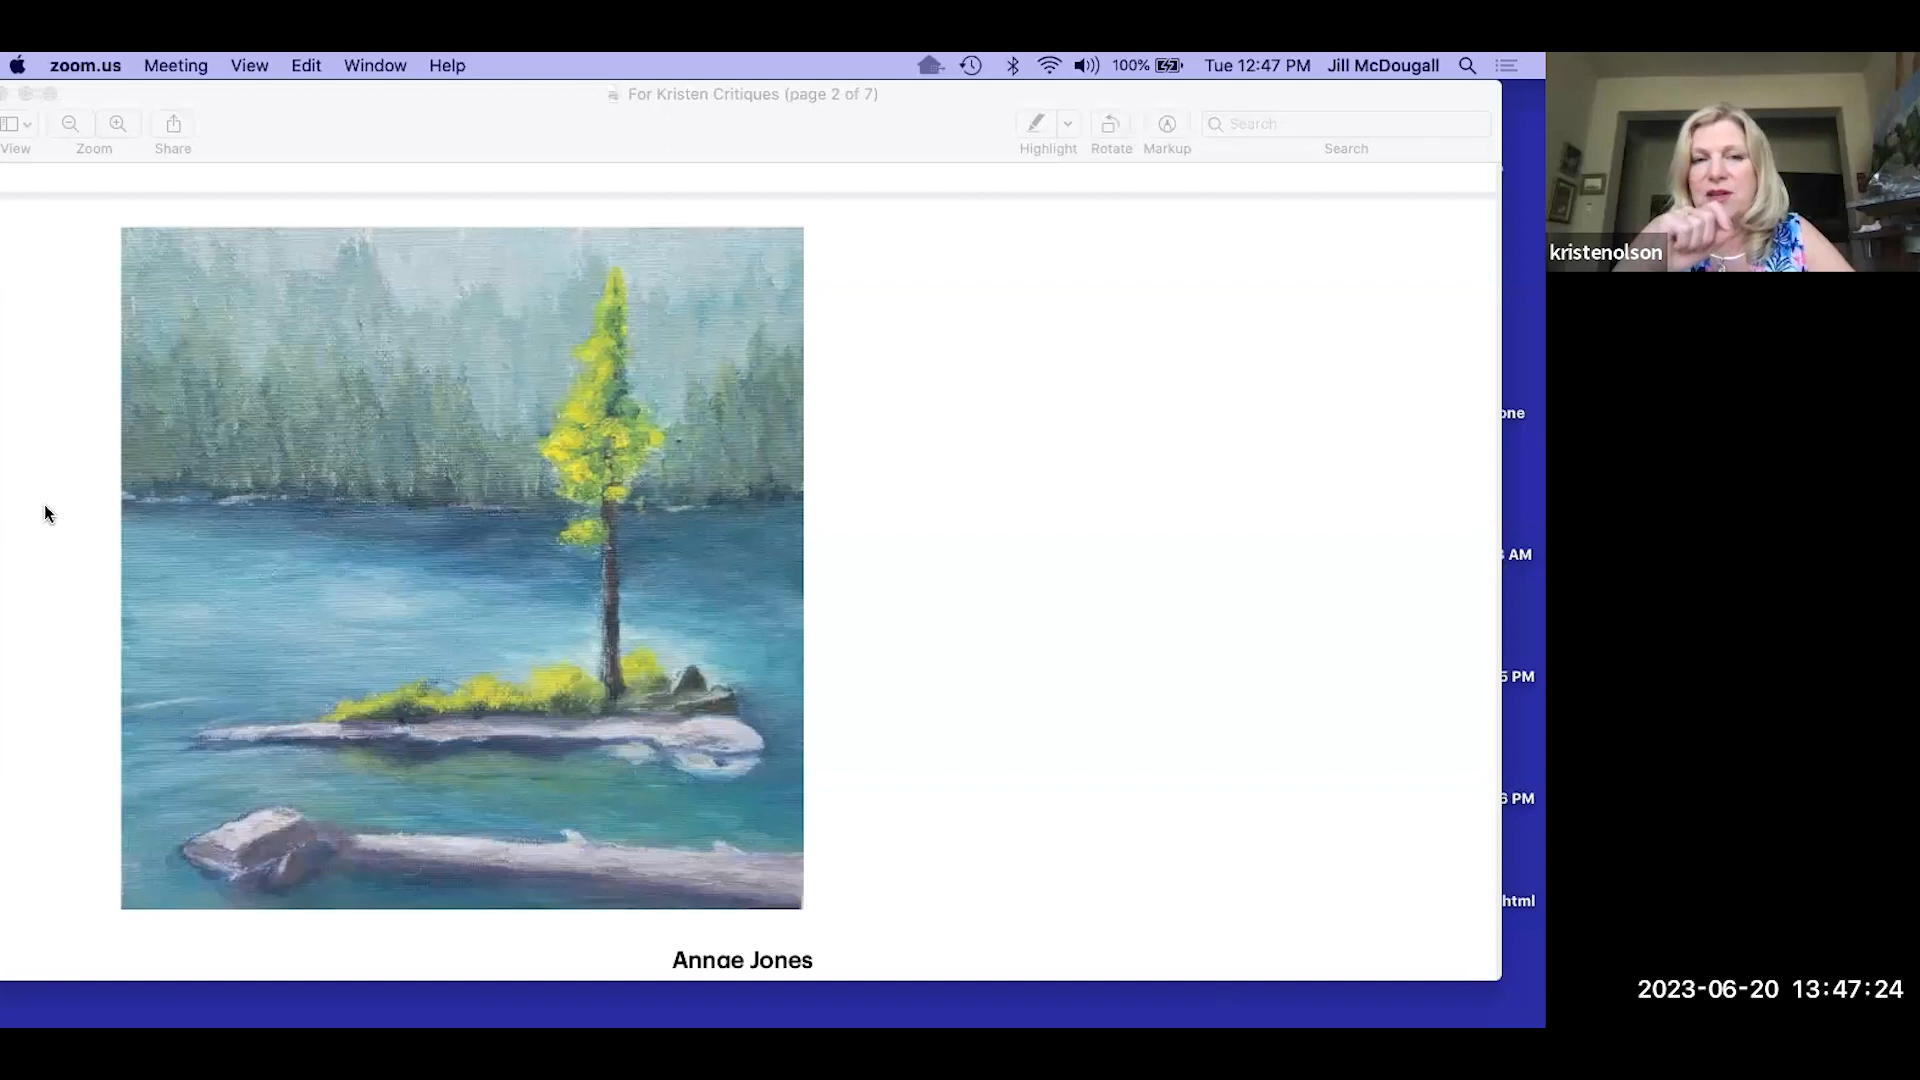 zoom.us Meeting View Edit Window Help 100% Tue 12:47 PM Jill McDougall
For Kristen Critiques (page 2 of 7)
Search
View Zoom Share Highlight Rotate Markup Search
kristenolson
one
AM
5 PM
6 PM
html
Annae Jones
2023-06-20 13:47:24